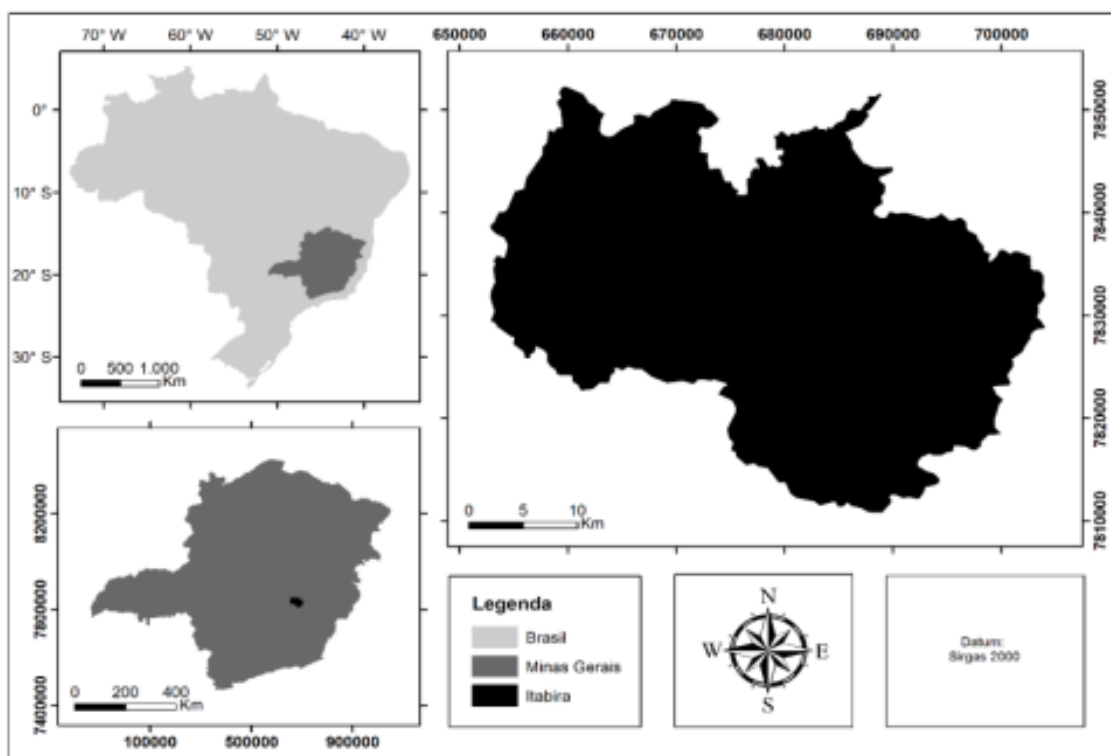 70° W 60° W 50° W 40° W
0°
10° S
20° S
30° S
0 500 1.000
Km
650000 660000 670000 680000 690000 700000
7850000
7840000
7830000
7820000
7810000
0 5 10
Km
8200000
7800000
7400000
0 200 400
Km
100000 500000 900000
Legenda
Brasil
Minas Gerais
Itabira
N
W E
S
Datum:
Sirgas 2000